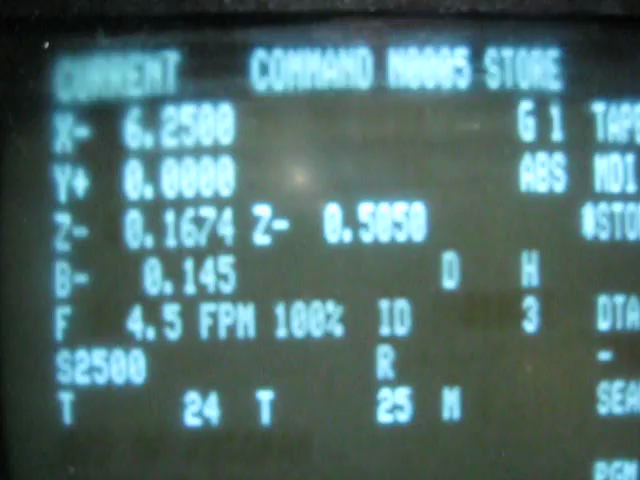 CURRENT COMMAND N0005 STORE
X- 6.2500 G 1 TAP
Y+ 0.0000 ABS MDI
Z- 0.1674 Z- 0.5050 #STO
B- 0.145 D H
F 4.5 FPM 100% ID 3 DTA
S2500 R -
T 24 T 25 M SEA
PGM